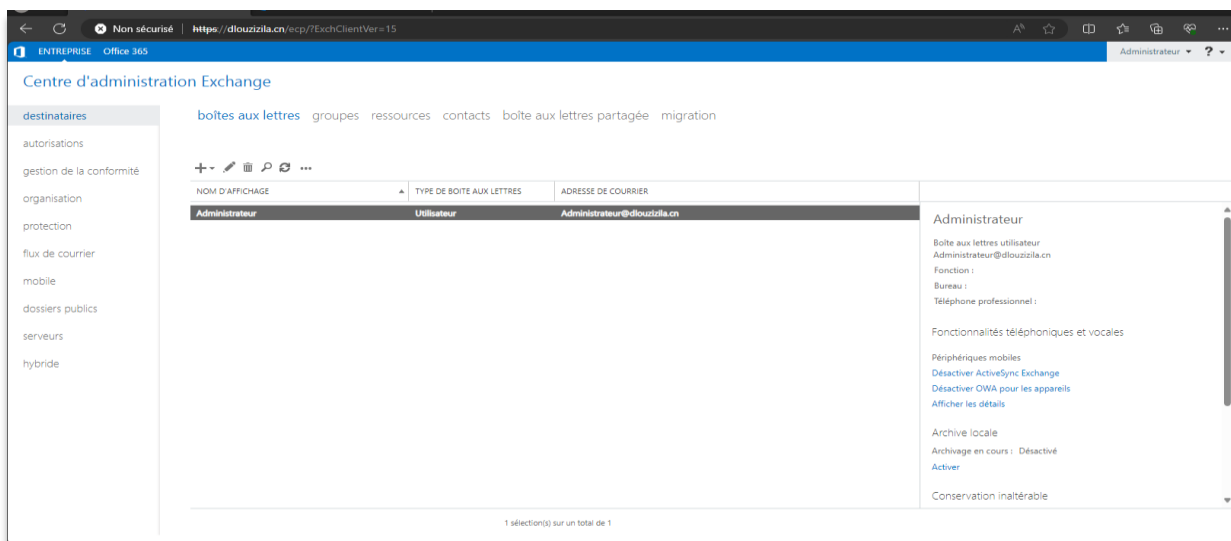 Non sécurisé https://dlouzizila.cn/ecp/?ExchClientVer=15
ENTREPRISE Office 365 Administrateur ?
Centre d'administration Exchange
destinataires
autorisations
gestion de la conformité
organisation
protection
flux de courrier
mobile
dossiers publics
serveurs
hybride
boîtes aux lettres groupes ressources contacts boîte aux lettres partagée migration
NOM D'AFFICHAGE TYPE DE BOITE AUX LETTRES ADRESSE DE COURRIER
Administrateur Utilisateur Administrateur@dlouzizila.cn
1 sélection(s) sur un total de 1
Administrateur
Boîte aux lettres utilisateur
Administrateur@dlouzizila.cn
Fonction :
Bureau :
Téléphone professionnel :
Fonctionnalités téléphoniques et vocales
Périphériques mobiles
Désactiver ActiveSync Exchange
Désactiver OWA pour les appareils
Afficher les détails
Archive locale
Archivage en cours : Désactivé
Activer
Conservation inaltérable